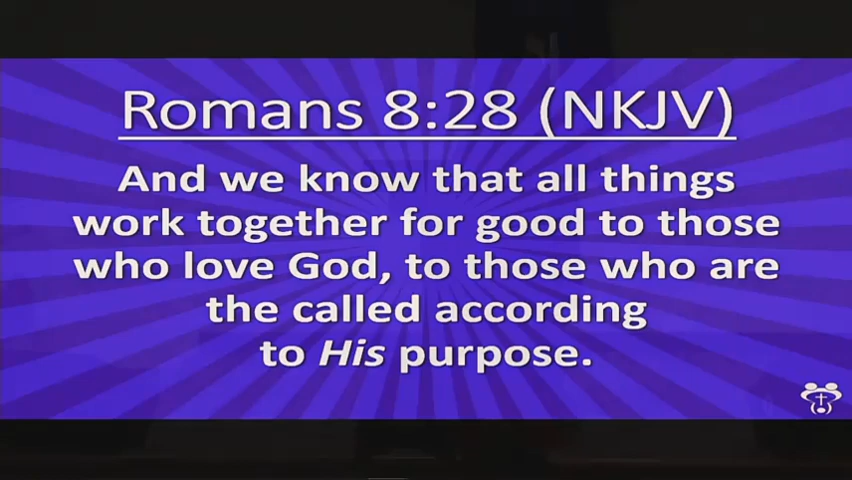 Romans 8:28 (NKJV)
And we know that all things
work together for good to those
who love God, to those who are
the called according
to His purpose.